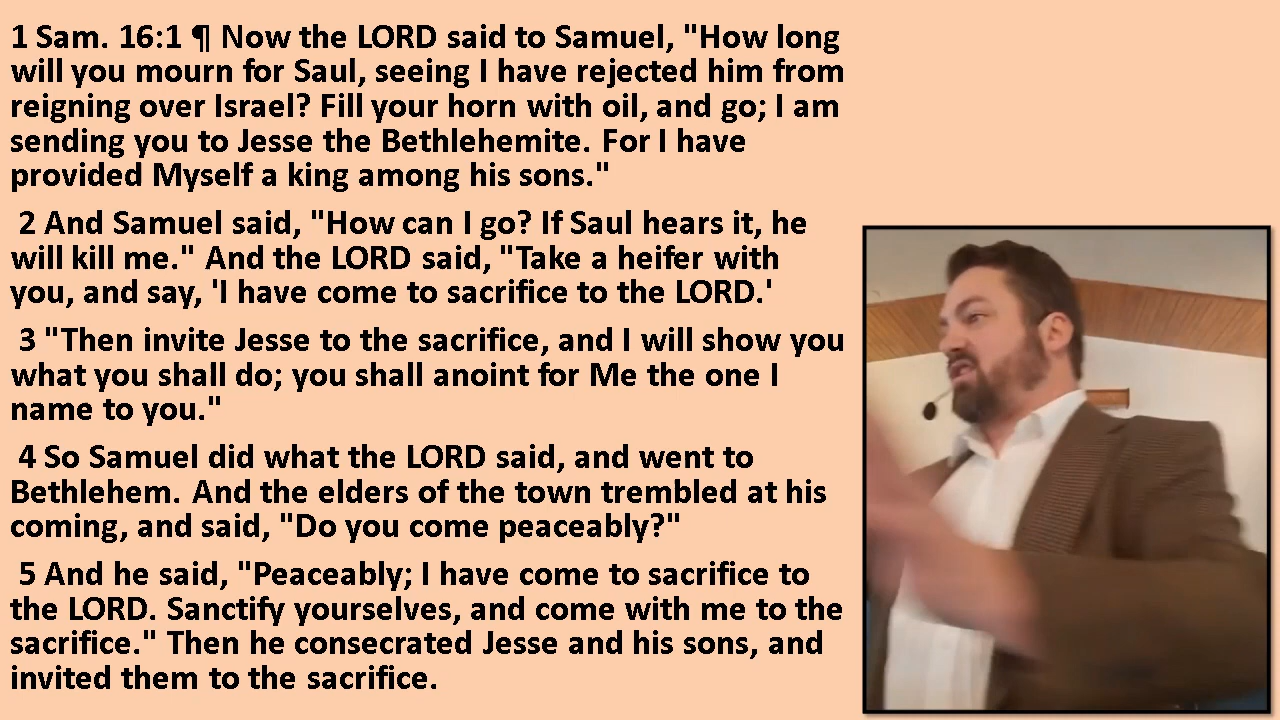 1 Sam. 16:1 ¶ Now the LORD said to Samuel, "How long
will you mourn for Saul, seeing I have rejected him from
reigning over Israel? Fill your horn with oil, and go; I am
sending you to Jesse the Bethlehemite. For I have
provided Myself a king among his sons."
2 And Samuel said, "How can I go? If Saul hears it, he
will kill me." And the LORD said, "Take a heifer with
you, and say, 'I have come to sacrifice to the LORD.'
3 "Then invite Jesse to the sacrifice, and I will show you
what you shall do; you shall anoint for Me the one I
name to you."
4 So Samuel did what the LORD said, and went to
Bethlehem. And the elders of the town trembled at his
coming, and said, "Do you come peaceably?"
5 And he said, "Peaceably; I have come to sacrifice to
the LORD. Sanctify yourselves, and come with me to the
sacrifice." Then he consecrated Jesse and his sons, and
invited them to the sacrifice.